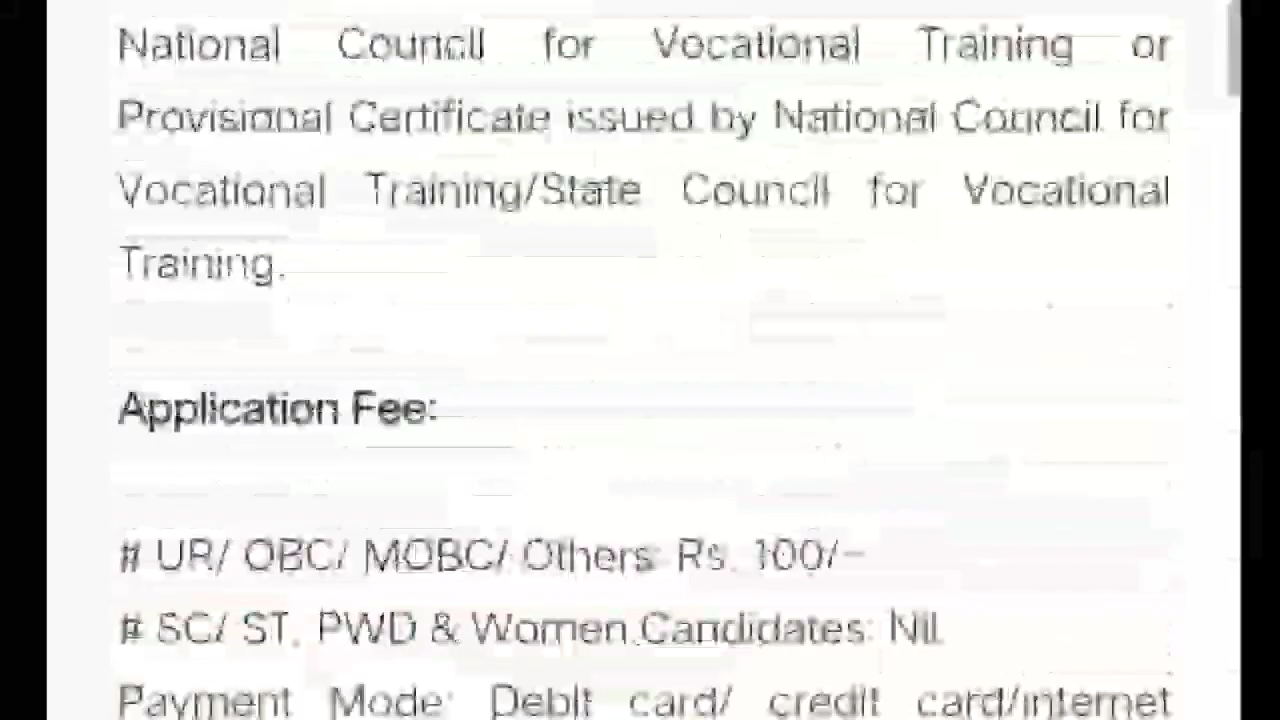 National Council for Vocational Training or
Provisional Certificate issued by National Council for
Vocational Training/State Council for Vocational
Training.
Application Fee:
# UR/ OBC/ MOBC/ Others: Rs. 100/-
# SC/ ST, PWD & Women Candidates: Nil
Payment Mode: Debit card/ credit card/internet